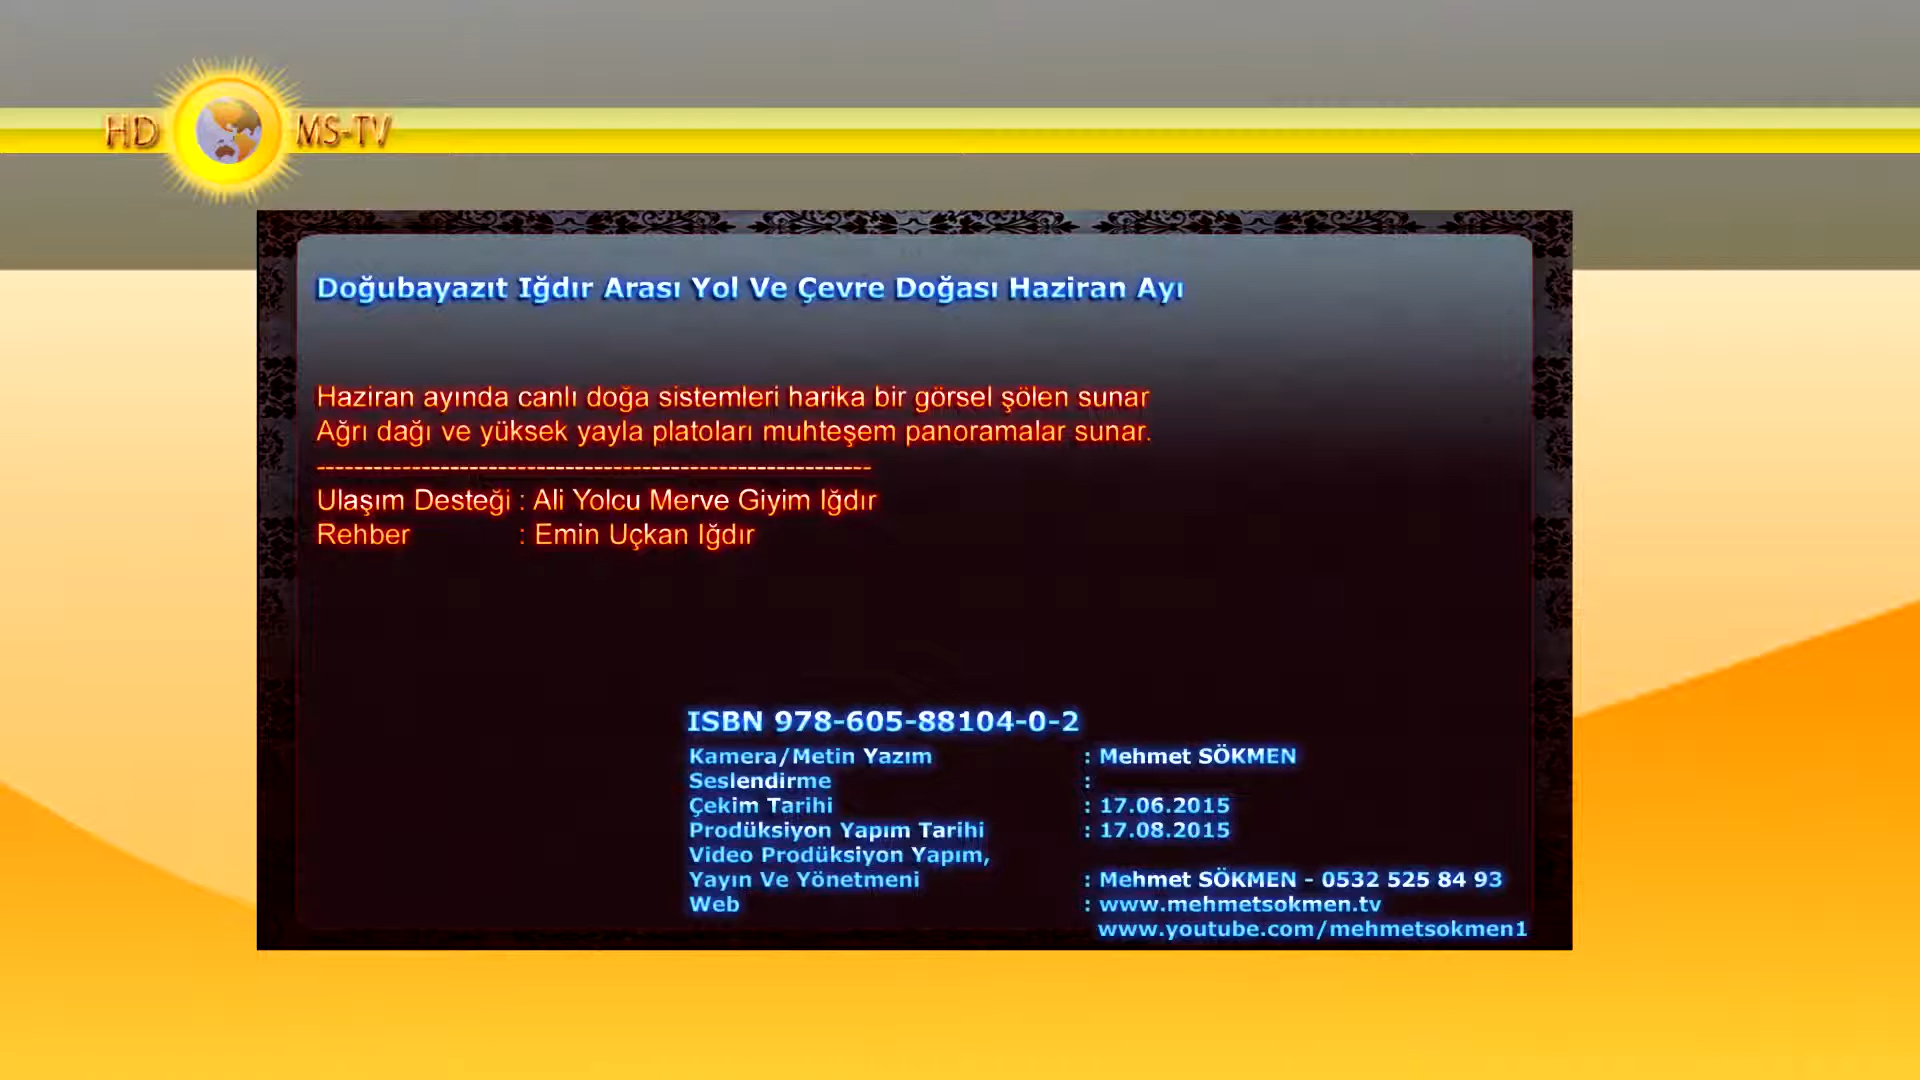 HD MS-TV
Doğubayazıt Iğdır Arası Yol Ve Çevre Doğası Haziran Ayı
Haziran ayında canlı doğa sistemleri harika bir görsel şölen sunar
Ağrı dağı ve yüksek yayla platoları muhteşem panoramalar sunar.
-----------------------------------------------------------
Ulaşım Desteği : Ali Yolcu Merve Giyim Iğdır
Rehber : Emin Uçkan Iğdır
ISBN 978-605-88104-0-2
Kamera/Metin Yazım : Mehmet SÖKMEN
Seslendirme :
Çekim Tarihi : 17.06.2015
Prodüksiyon Yapım Tarihi : 17.08.2015
Video Prodüksiyon Yapım,
Yayın Ve Yönetmeni : Mehmet SÖKMEN - 0532 525 84 93
Web : www.mehmetsokmen.tv
www.youtube.com/mehmetsokmen1